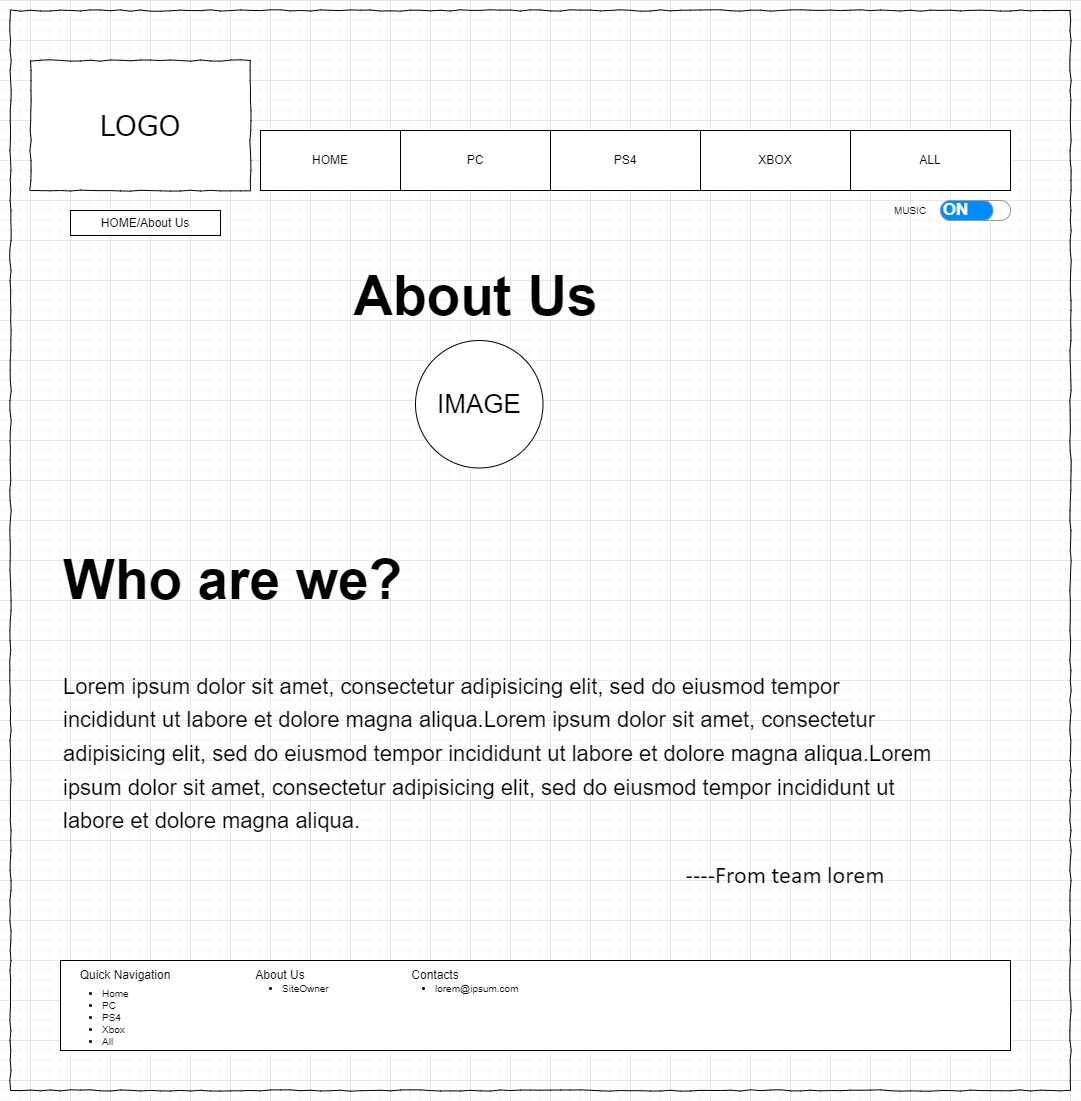 LOGO
HOME
PC
PS4
XBOX
ALL
HOME/About Us
MUSIC
ON
About Us
IMAGE
Who are we?
Lorem ipsum dolor sit amet, consectetur adipisicing elit, sed do eiusmod tempor
incididunt ut labore et dolore magna aliqua.Lorem ipsum dolor sit amet, consectetur
adipisicing elit, sed do eiusmod tempor incididunt ut labore et dolore magna aliqua.Lorem
ipsum dolor sit amet, consectetur adipisicing elit, sed do eiusmod tempor incididunt ut
labore et dolore magna aliqua.
----From team lorem
Quick Navigation
Home
PC
PS4
Xbox
All
About Us
SiteOwner
Contacts
lorem@ipsum.com